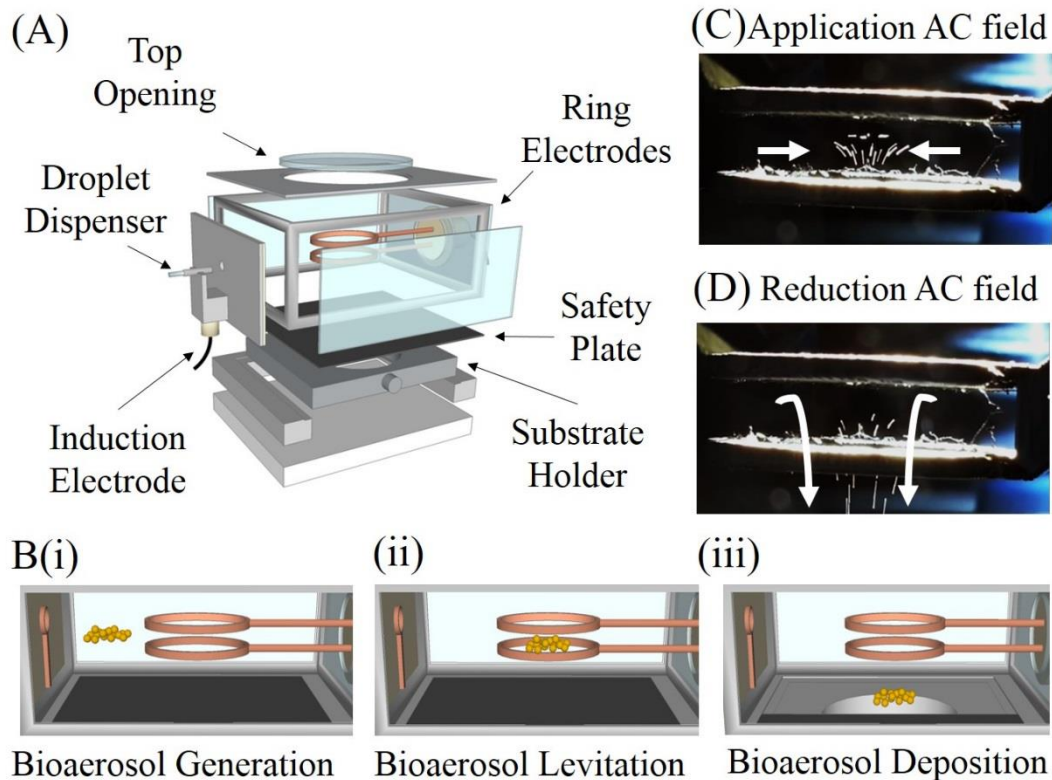 (A)
Top
Opening
Ring
Electrodes
Droplet
Dispenser
Safety
Plate
Induction
Electrode
Substrate
Holder
(C) Application AC field
(D) Reduction AC field
B(i)
(ii)
(iii)
Bioaerosol Generation
Bioaerosol Levitation
Bioaerosol Deposition